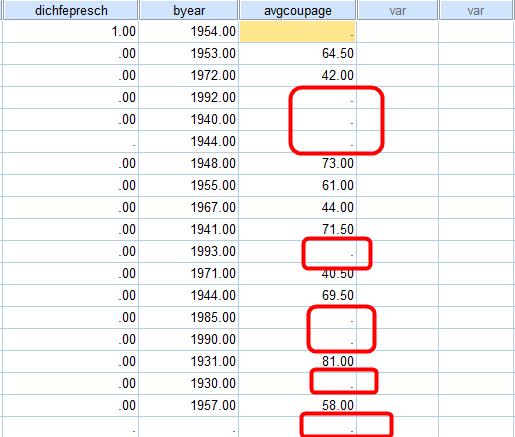 dichfepresch byear avgcoupage var var
1.00 1954.00 .
.00 1953.00 64.50
.00 1972.00 42.00
.00 1992.00 .
.00 1940.00 .
. 1944.00 .
.00 1948.00 73.00
.00 1955.00 61.00
.00 1967.00 44.00
.00 1941.00 71.50
.00 1993.00 .
.00 1971.00 40.50
.00 1944.00 69.50
.00 1985.00 .
.00 1990.00 .
.00 1931.00 81.00
.00 1930.00 .
.00 1957.00 58.00
. . .